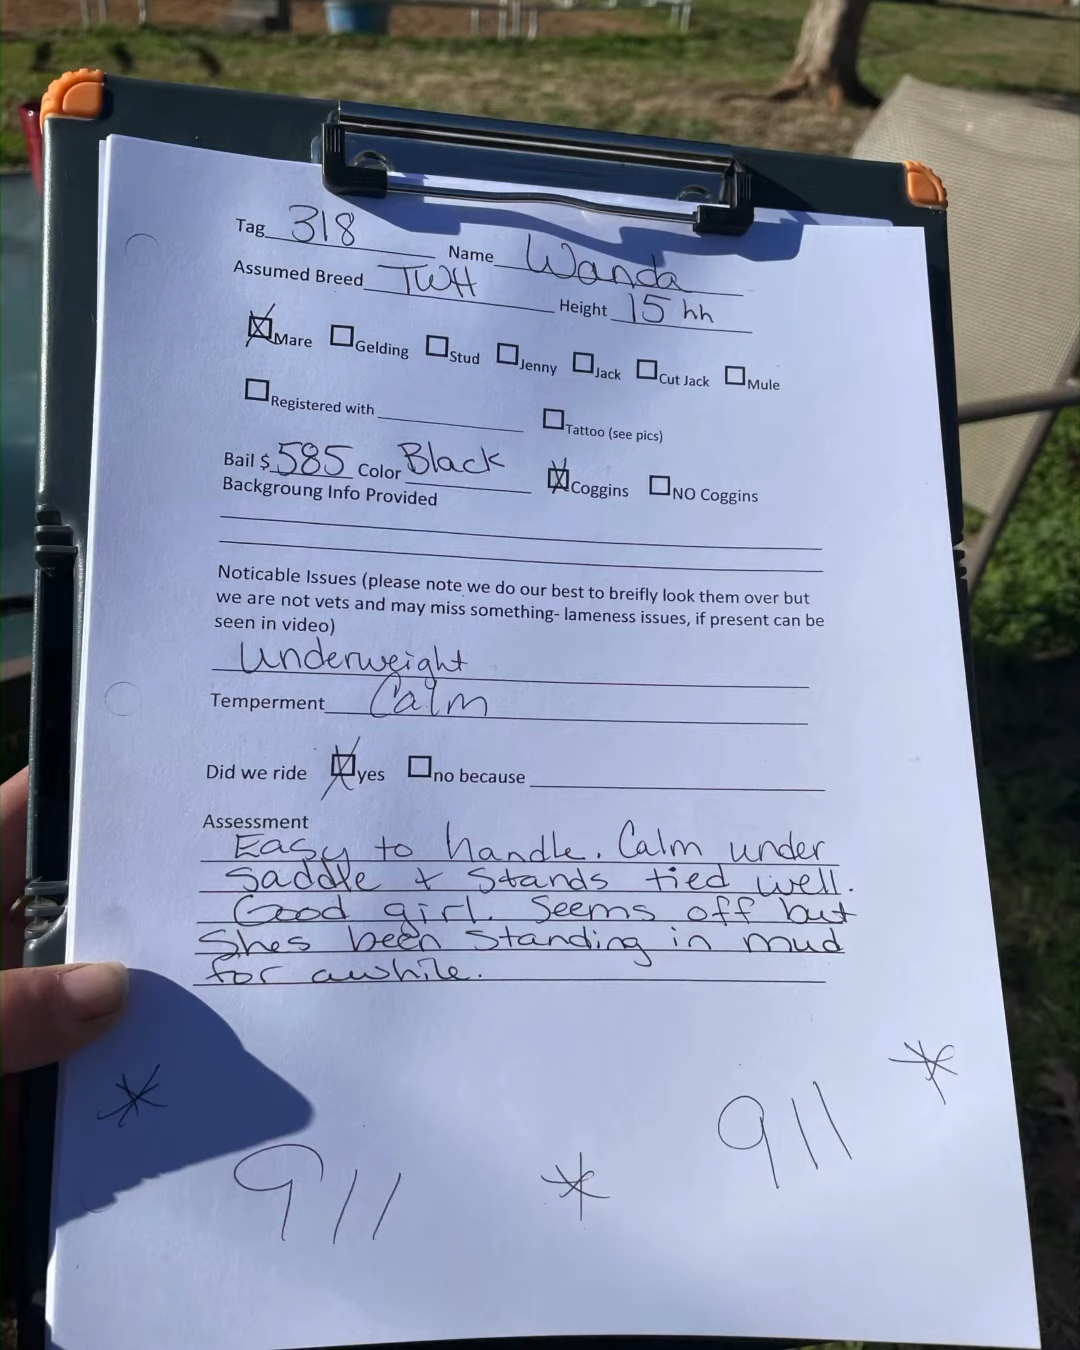 Tag 318 Name Wanda
Assumed Breed TWH Height 15 hh
Mare Gelding Stud Jenny Jack Cut Jack Mule
Registered with Tattoo (see pics)
Bail $ 585 Color Black Coggins NO Coggins
Backgroung Info Provided
Noticable Issues (please note we do our best to breifly look them over but
we are not vets and may miss something- lameness issues, if present can be
seen in video)
Underweight
Temperment Calm
Did we ride yes no because
Assessment
Easy to handle. Calm under
saddle + stands tied well.
Good girl. Seems off but
Shes been standing in mud
for awhile.
* 911 * 911 *